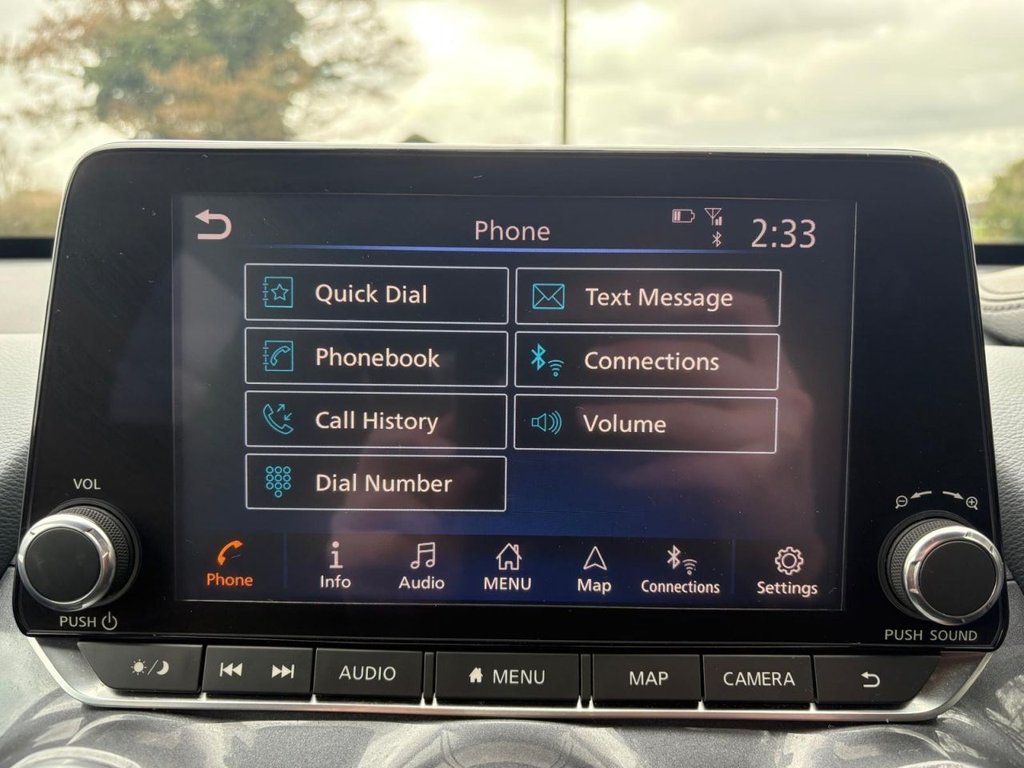 Phone
2:33
Quick Dial
Text Message
Phonebook
Connections
Call History
Volume
Dial Number
VOL
PUSH
PUSH SOUND
Phone
Info
Audio
MENU
Map
Connections
Settings
AUDIO
MENU
MAP
CAMERA